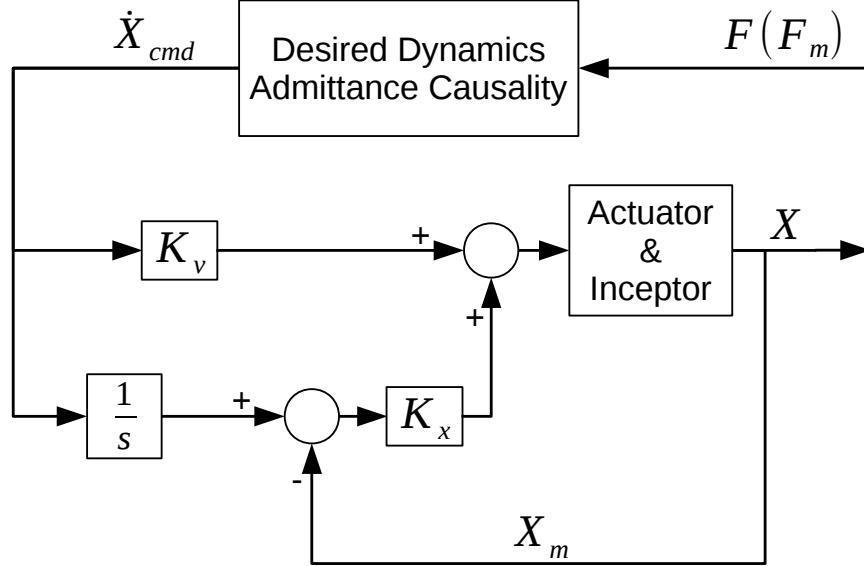 Ẋ_cmd
Desired Dynamics
Admittance Causality
F(F_m)
K_v
+
+
Actuator
&
Inceptor
X
1/s
+
-
K_x
X_m